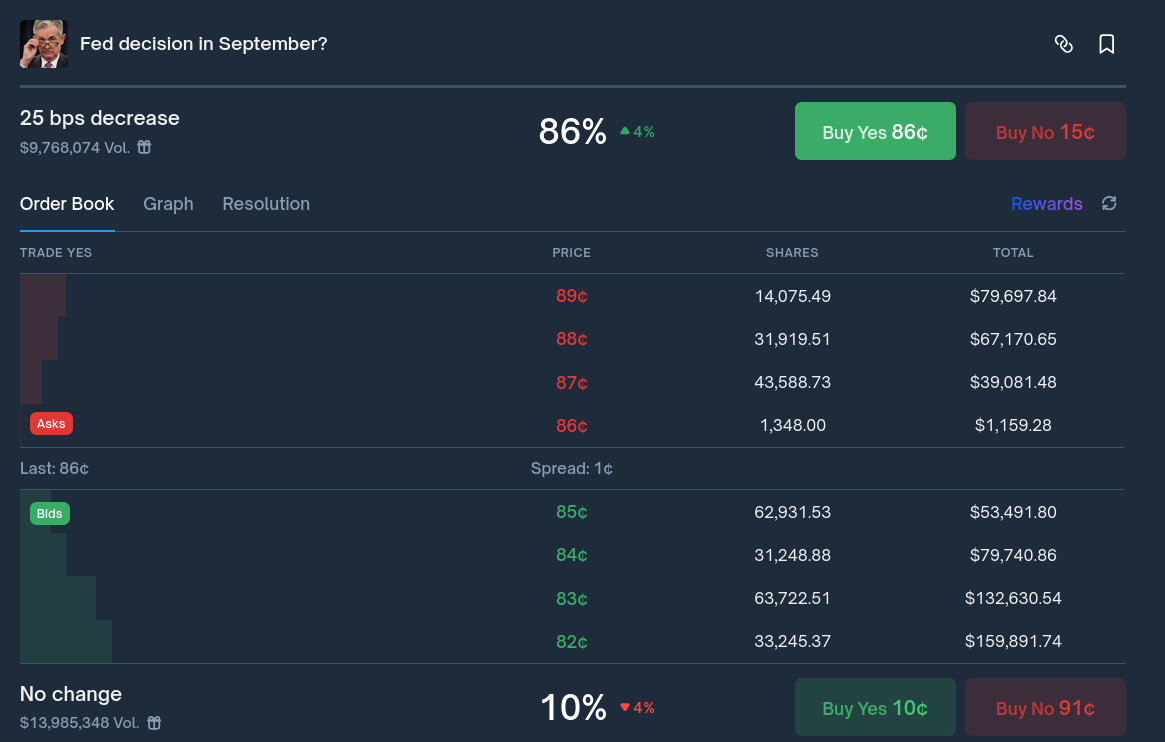 Fed decision in September?
25 bps decrease
$9,768,074 Vol.
86% 4%
Buy Yes 86¢
Buy No 15¢
Order Book Graph Resolution Rewards
TRADE YES PRICE SHARES TOTAL
89¢ 14,075.49 $79,697.84
88¢ 31,919.51 $67,170.65
87¢ 43,588.73 $39,081.48
Asks 86¢ 1,348.00 $1,159.28
Last: 86¢ Spread: 1¢
Bids 85¢ 62,931.53 $53,491.80
84¢ 31,248.88 $79,740.86
83¢ 63,722.51 $132,630.54
82¢ 33,245.37 $159,891.74
No change
$13,985,348 Vol.
10% 4%
Buy Yes 10¢
Buy No 91¢